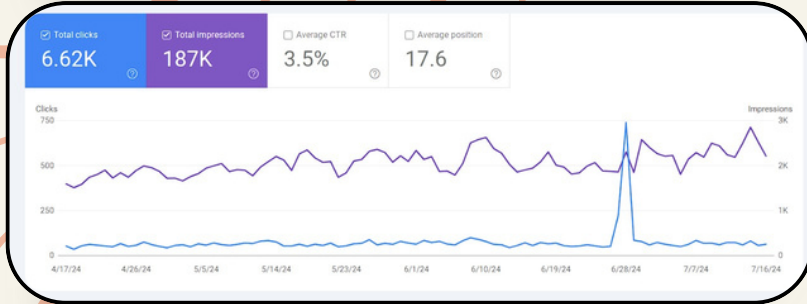 Total clicks Total impressions Average CTR Average position
6.62K 187K 3.5% 17.6
Clicks Impressions
750 3K
500 2K
250 1K
0 0
4/17/24 4/26/24 5/5/24 5/14/24 5/23/24 6/1/24 6/10/24 6/19/24 6/28/24 7/7/24 7/16/24